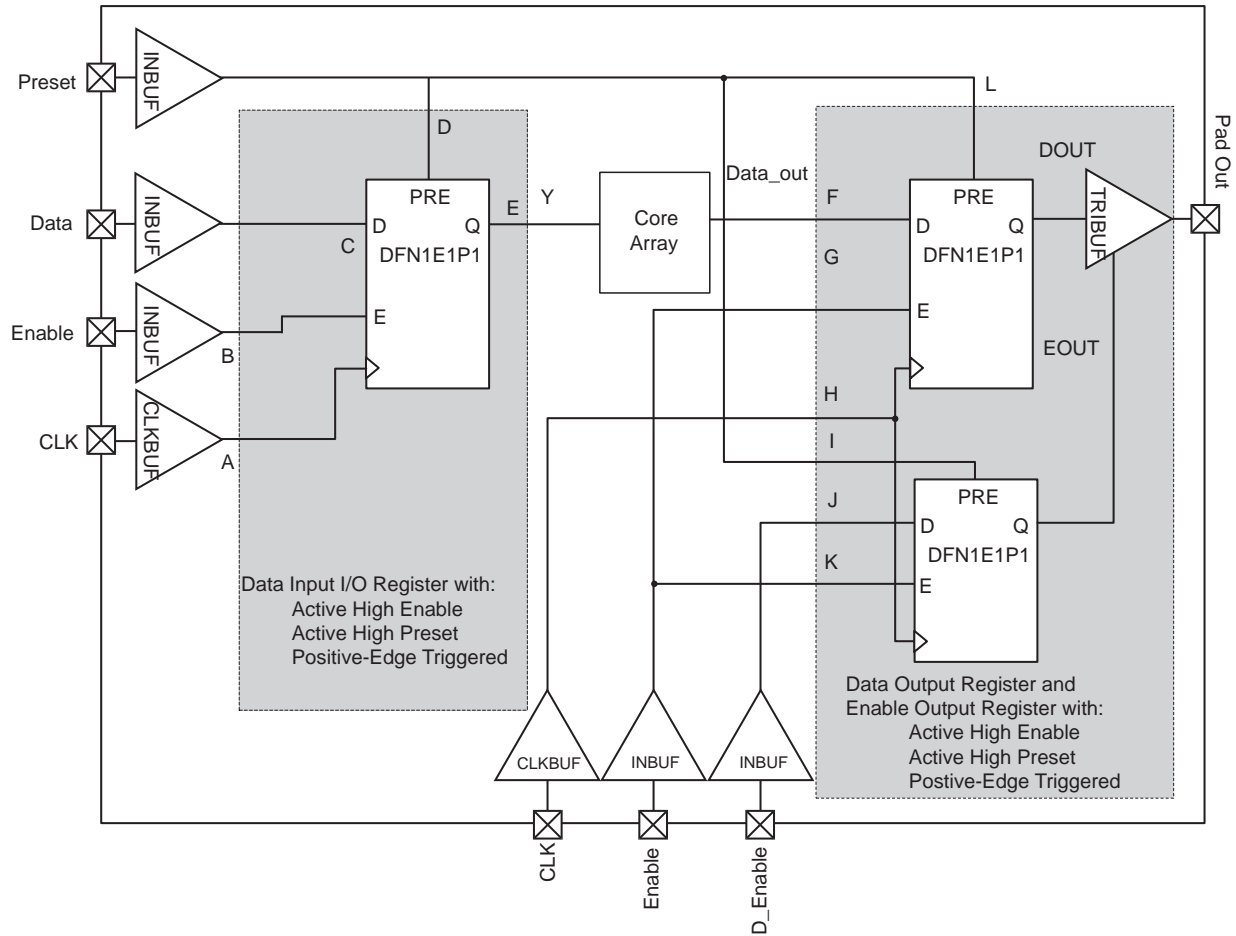 Preset
INBUF
L
D
Pad Out
DOUT
Data_out
PRE
PRE
TRIBUF
INBUF
E
Y
F
Core
Array
Data
D
Q
C
DFN1E1P1
D
Q
DFN1E1P1
G
INBUF
Enable
E
E
B
EOUT
CLKBUF
H
CLK
A
I
PRE
J
D
Q
DFN1E1P1
K
E
Data Input I/O Register with:
Active High Enable
Active High Preset
Positive-Edge Triggered
Data Output Register and
Enable Output Register with:
Active High Enable
Active High Preset
Postive-Edge Triggered
CLKBUF
INBUF
INBUF
CLK
Enable
D_Enable